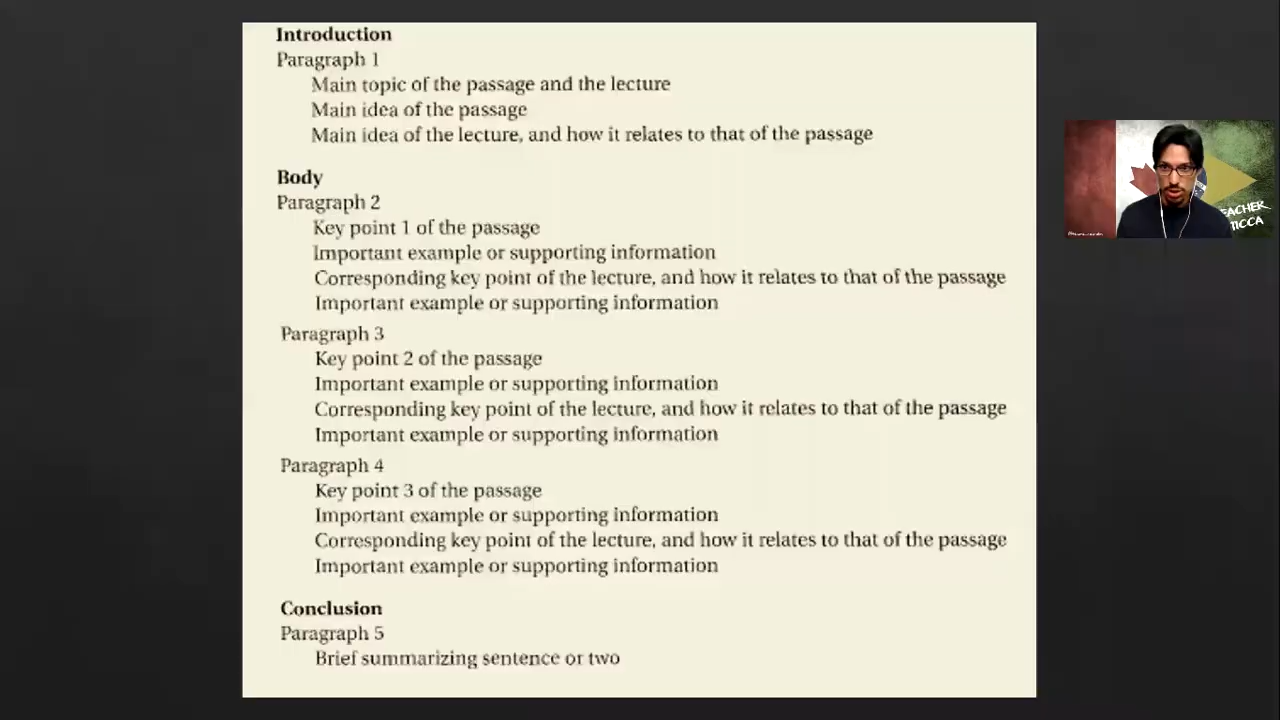 Introduction
Paragraph 1
Main topic of the passage and the lecture
Main idea of the passage
Main idea of the lecture, and how it relates to that of the passage
Body
Paragraph 2
Key point 1 of the passage
Important example or supporting information
Corresponding key point of the lecture, and how it relates to that of the passage
Important example or supporting information
Paragraph 3
Key point 2 of the passage
Important example or supporting information
Corresponding key point of the lecture, and how it relates to that of the passage
Important example or supporting information
Paragraph 4
Key point 3 of the passage
Important example or supporting information
Corresponding key point of the lecture, and how it relates to that of the passage
Important example or supporting information
Conclusion
Paragraph 5
Brief summarizing sentence or two
EACHER
TICCA